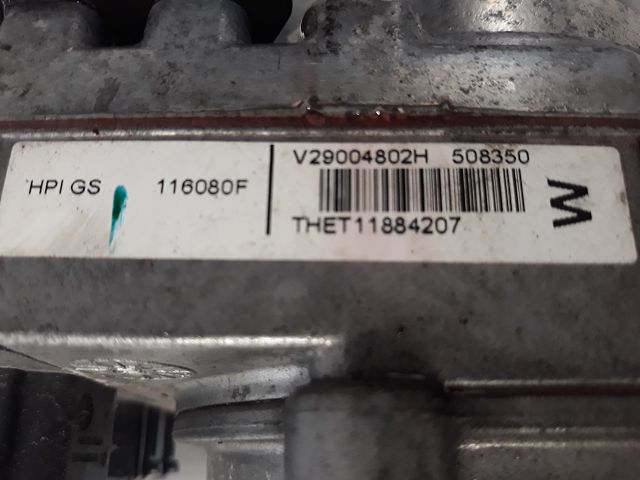 HPI GS 116080F
V29004802H 508350
THET11884207
W